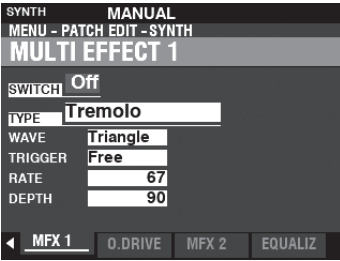 SYNTH MANUAL
MENU - PATCH EDIT - SYNTH
MULTI EFFECT 1
SWITCH Off
TYPE Tremolo
WAVE Triangle
TRIGGER Free
RATE 67
DEPTH 90
MFX 1 O.DRIVE MFX 2 EQUALIZ